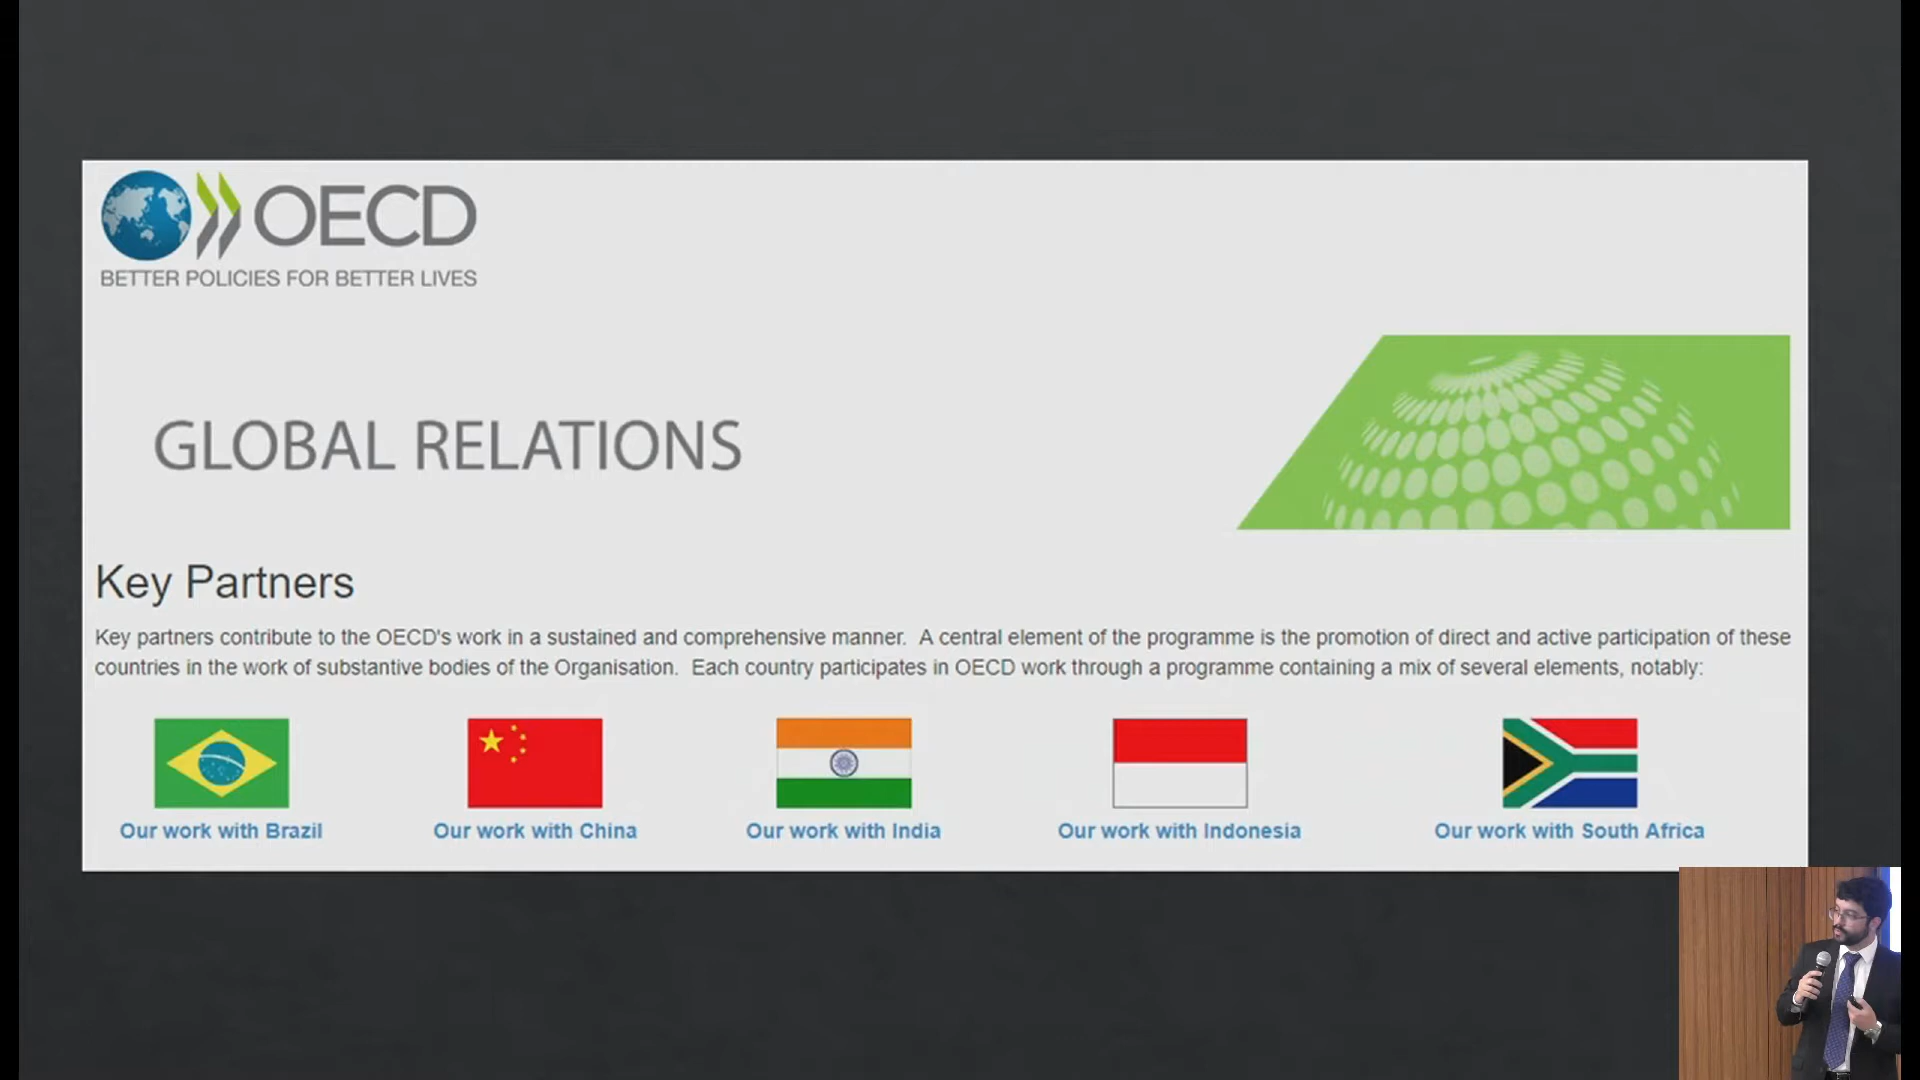 OECD
BETTER POLICIES FOR BETTER LIVES
GLOBAL RELATIONS
Key Partners
Key partners contribute to the OECD's work in a sustained and comprehensive manner.  A central element of the programme is the promotion of direct and active participation of these
countries in the work of substantive bodies of the Organisation.  Each country participates in OECD work through a programme containing a mix of several elements, notably:
Our work with Brazil
Our work with China
Our work with India
Our work with Indonesia
Our work with South Africa